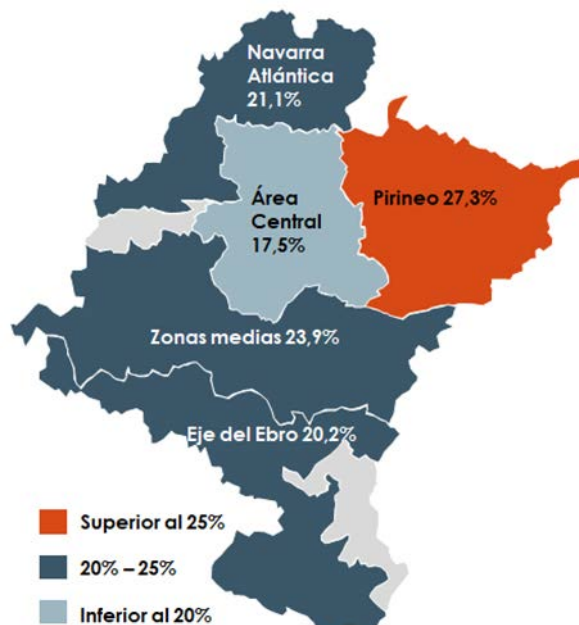 Navarra
Atlántica
21,1%
Pirineo 27,3%
Área
Central
17,5%
Zonas medias 23,9%
Eje del Ebro 20,2%
Superior al 25%
20% – 25%
Inferior al 20%